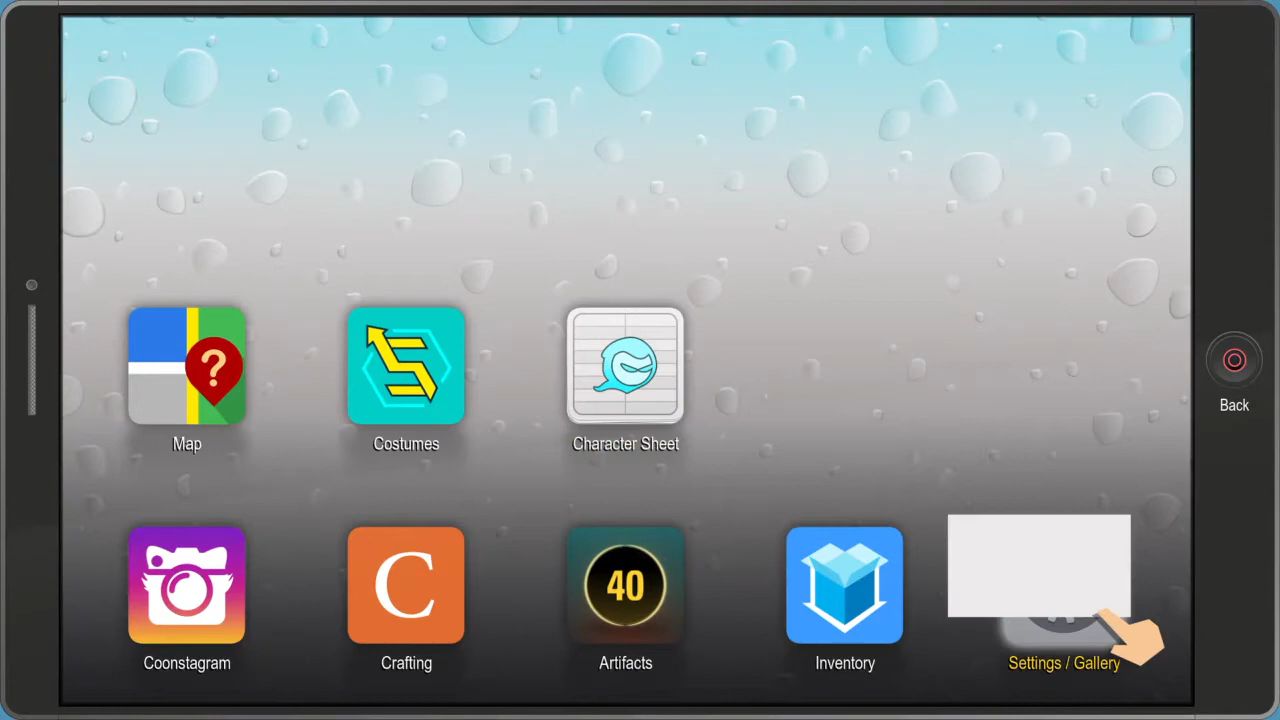 ?
Map
Costumes
Character Sheet
Back
C
40
Coonstagram
Crafting
Artifacts
Inventory
Settings / Gallery